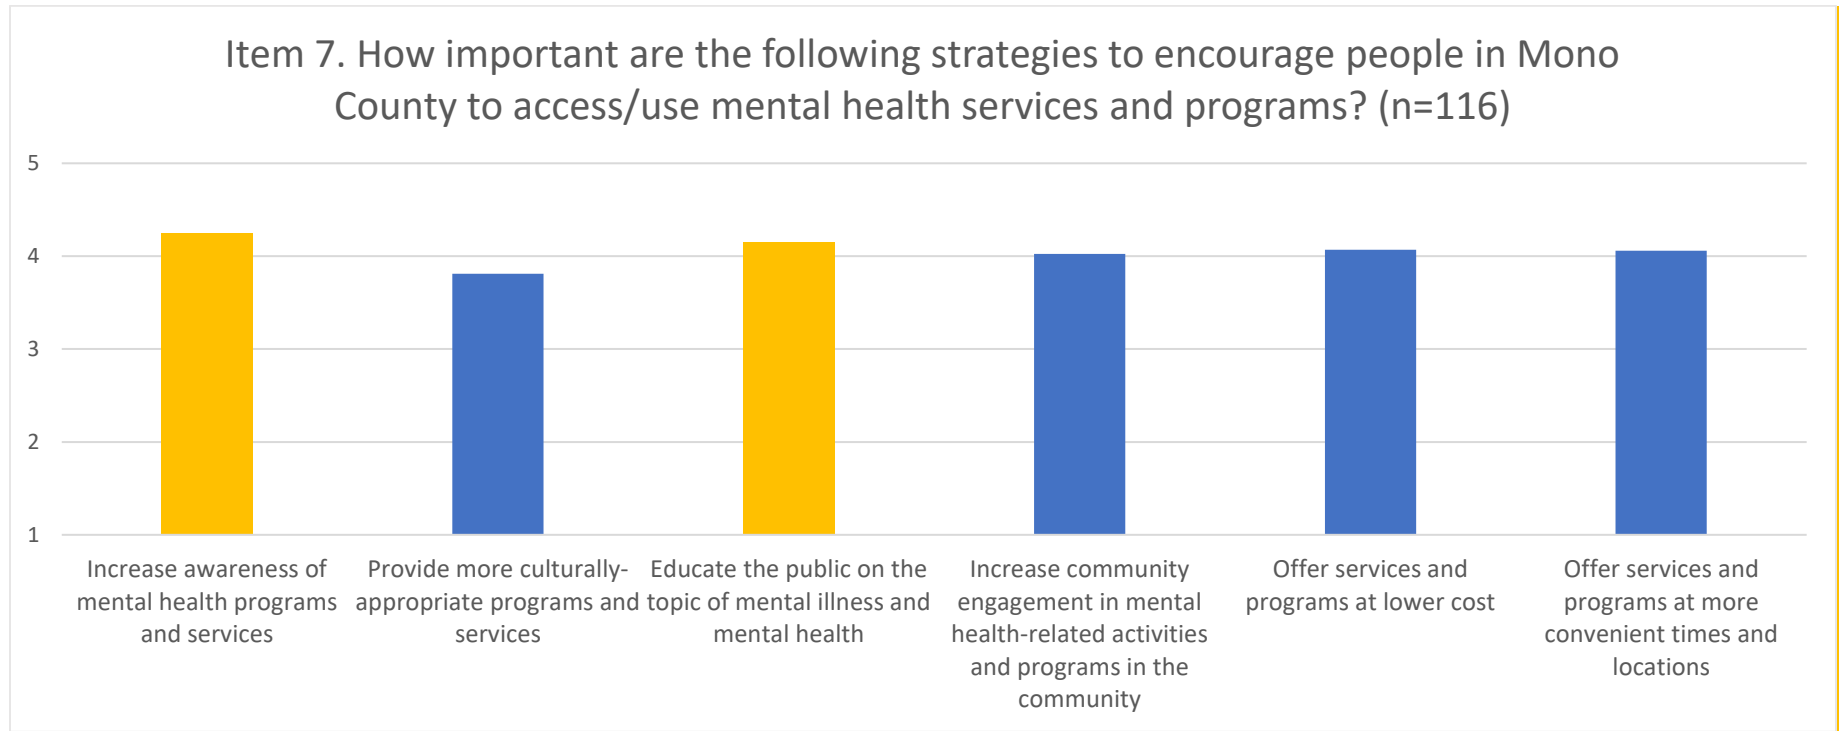 Item 7. How important are the following strategies to encourage people in Mono
County to access/use mental health services and programs? (n=116)
5
4
3
2
1
Increase awareness of
mental health programs
and services
Provide more culturally-
appropriate programs and
services
Educate the public on the
topic of mental illness and
mental health
Increase community
engagement in mental
health-related activities
and programs in the
community
Offer services and
programs at lower cost
Offer services and
programs at more
convenient times and
locations